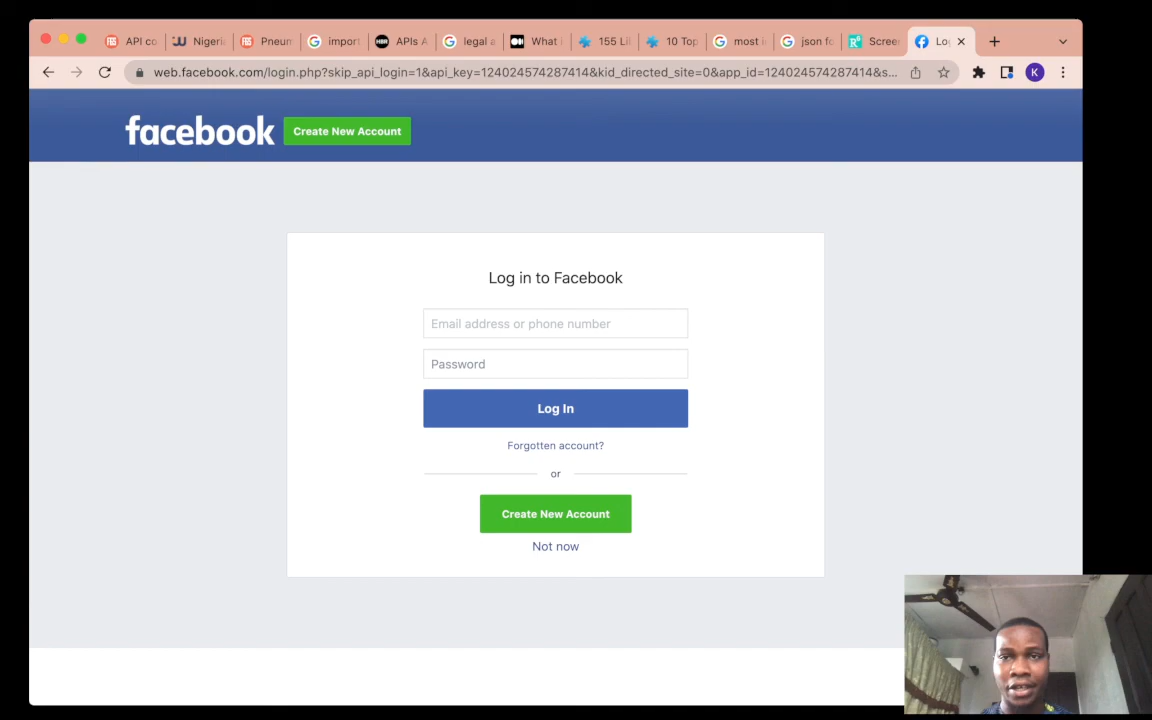 API co
Nigeria
Pneum
import
APIs A
legal a
What i
155 Li
10 Top
most i
json fo
Scree
Lo
web.facebook.com/login.php?skip_api_login=1&api_key=124024574287414&kid_directed_site=0&app_id=124024574287414&s...
K
facebook
Create New Account
Log in to Facebook
Email address or phone number
Password
Log In
Forgotten account?
or
Create New Account
Not now